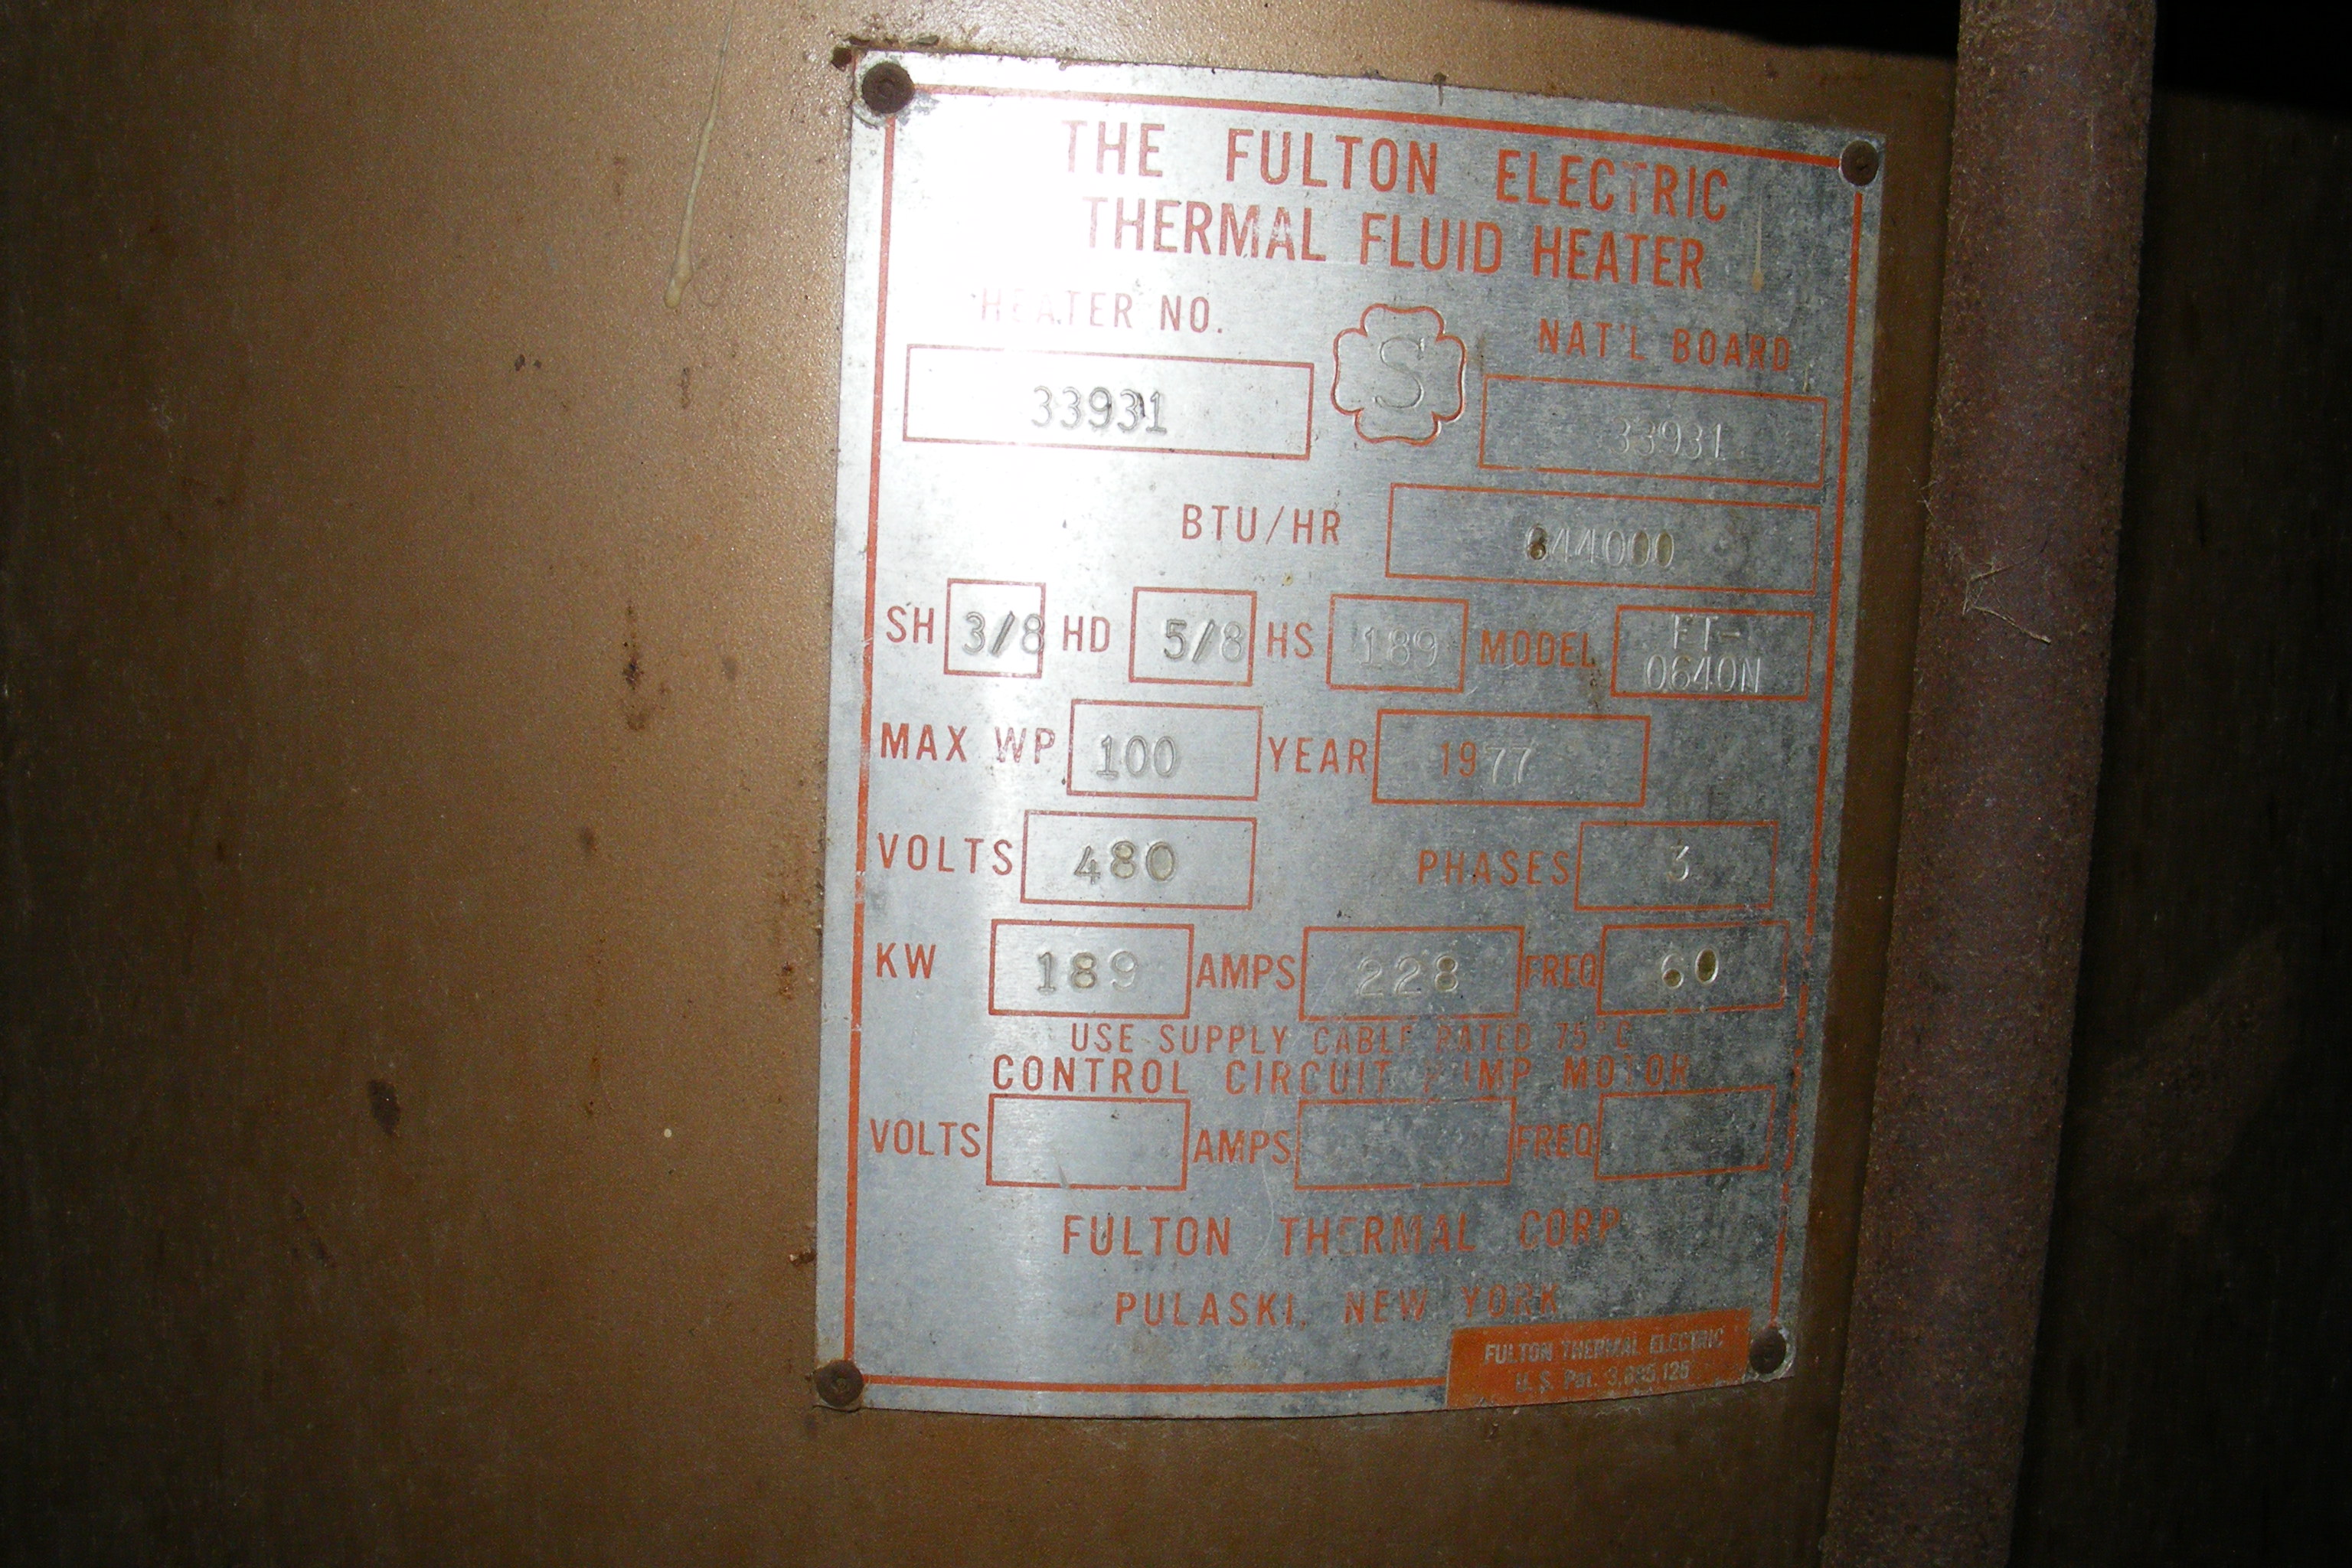 THE FULTON ELECTRIC
THERMAL FLUID HEATER
HEATER NO.
NAT'L BOARD
33931
S
33931
BTU/HR 644000
SH 3/8 HD 5/8 HS 189 MODEL FT-
0640N
MAX WP 100 YEAR 1977
VOLTS 480 PHASES 3
KW 189 AMPS 228 FREQ 60
USE SUPPLY CABLE RATED 75°C
CONTROL CIRCUIT PUMP MOTOR
VOLTS AMPS FREQ
FULTON THERMAL CORP
PULASKI, NEW YORK
FULTON THERMAL ELECTRIC
U. S. Pat.